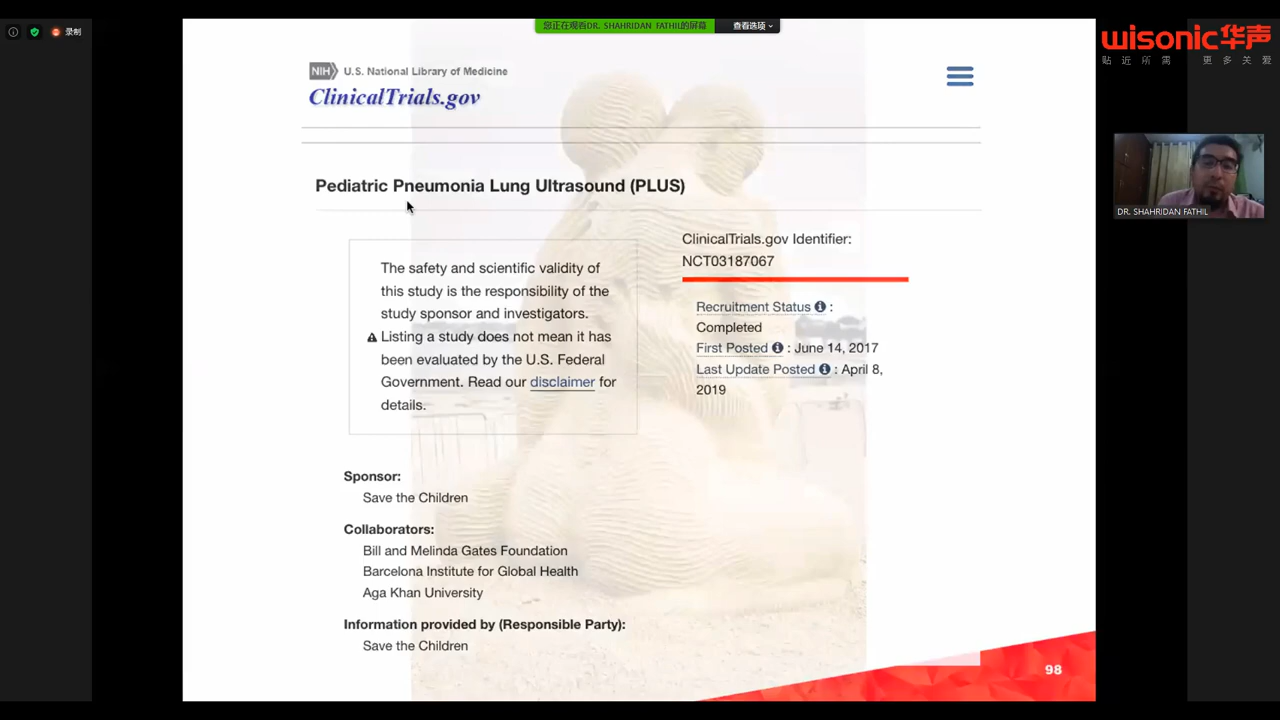 录制
您正在观看DR. SHAHRIDAN FATHIL的屏幕
查看选项
wisonic华声
贴近所需 更多关爱
NIH U.S. National Library of Medicine
ClinicalTrials.gov
DR. SHAHRIDAN FATHIL
Pediatric Pneumonia Lung Ultrasound (PLUS)
The safety and scientific validity of
this study is the responsibility of the
study sponsor and investigators.
Listing a study does not mean it has
been evaluated by the U.S. Federal
Government. Read our disclaimer for
details.
ClinicalTrials.gov Identifier:
NCT03187067
Recruitment Status :
Completed
First Posted : June 14, 2017
Last Update Posted : April 8,
2019
Sponsor:
Save the Children
Collaborators:
Bill and Melinda Gates Foundation
Barcelona Institute for Global Health
Aga Khan University
Information provided by (Responsible Party):
Save the Children
98